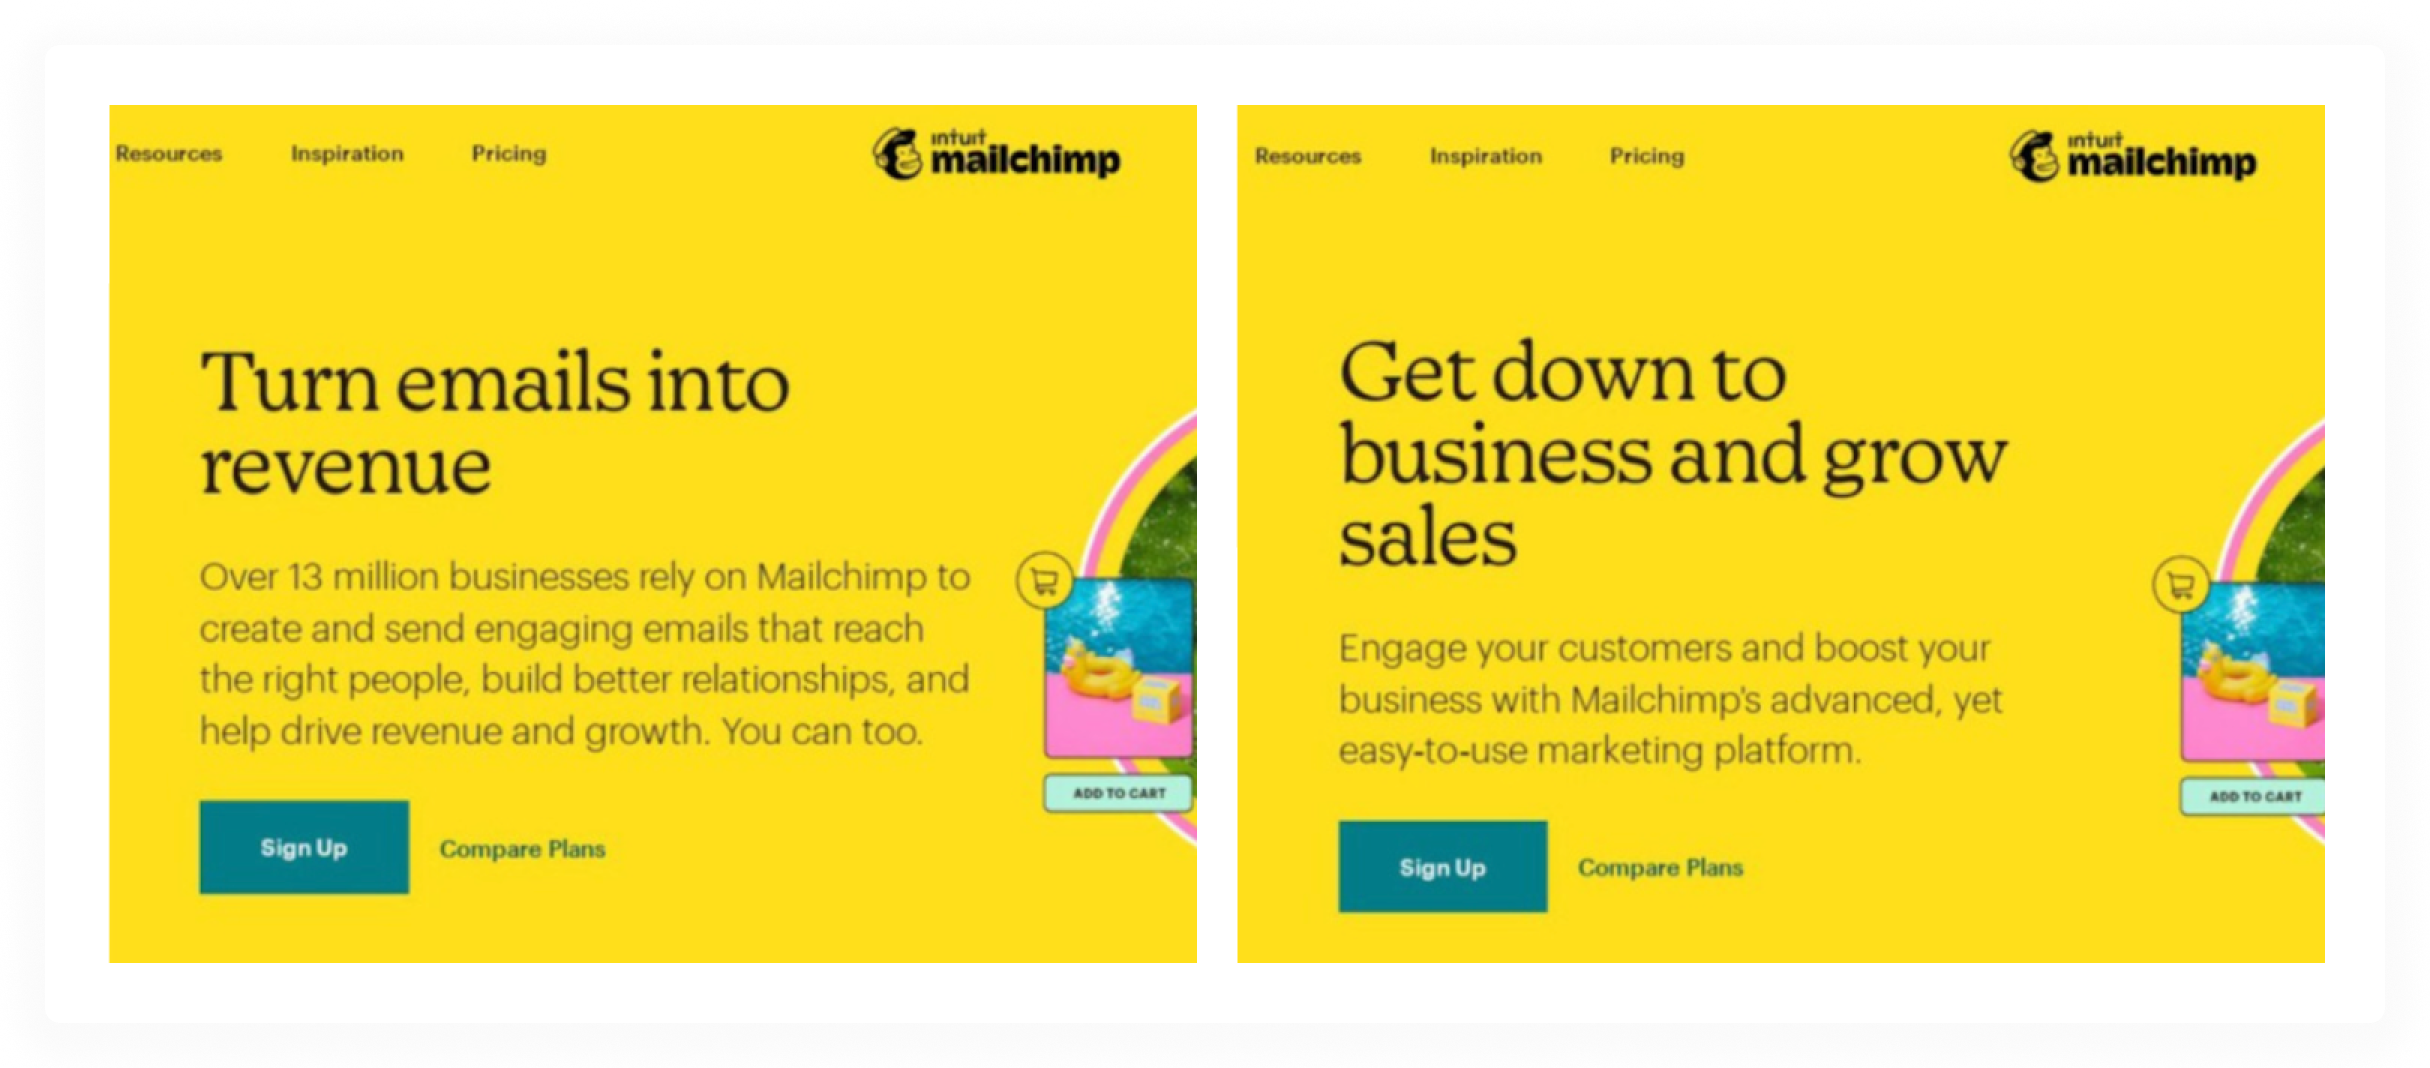 Resources Inspiration Pricing
intuit
mailchimp
Turn emails into
revenue
Over 13 million businesses rely on Mailchimp to
create and send engaging emails that reach
the right people, build better relationships, and
help drive revenue and growth. You can too.
ADD TO CART
Sign Up Compare Plans
Resources Inspiration Pricing
intuit
mailchimp
Get down to
business and grow
sales
Engage your customers and boost your
business with Mailchimp's advanced, yet
easy-to-use marketing platform.
ADD TO CART
Sign Up Compare Plans